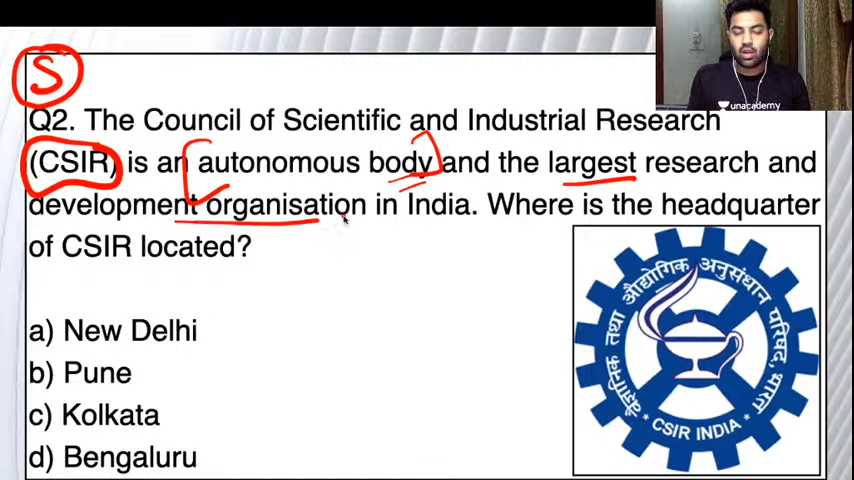 S
unacademy
Q2. The Council of Scientific and Industrial Research
(CSIR) is an autonomous body and the largest research and
development organisation in India. Where is the headquarter
of CSIR located?
a) New Delhi
b) Pune
c) Kolkata
d) Bengaluru
वैज्ञानिक तथा औद्योगिक अनुसंधान परिषद, भारत
* CSIR INDIA *